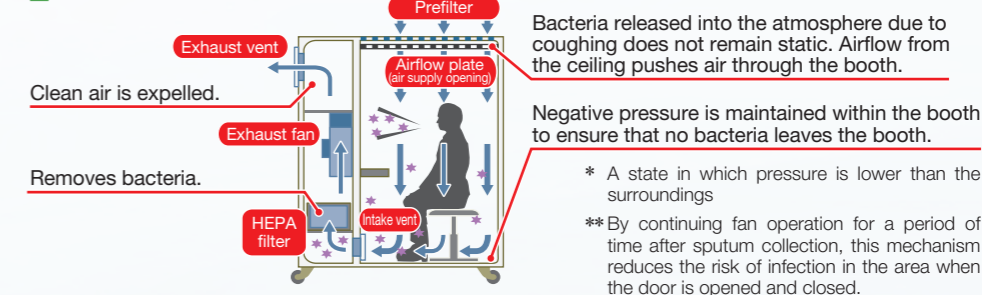 Prefilter
Exhaust vent
Airflow plate
(air supply opening)
Clean air is expelled.
Exhaust fan
Removes bacteria.
HEPA
filter
Intake vent
Bacteria released into the atmosphere due to
coughing does not remain static. Airflow from
the ceiling pushes air through the booth.
Negative pressure is maintained within the booth
to ensure that no bacteria leaves the booth.
* A state in which pressure is lower than the
surroundings
** By continuing fan operation for a period of
time after sputum collection, this mechanism
reduces the risk of infection in the area when
the door is opened and closed.